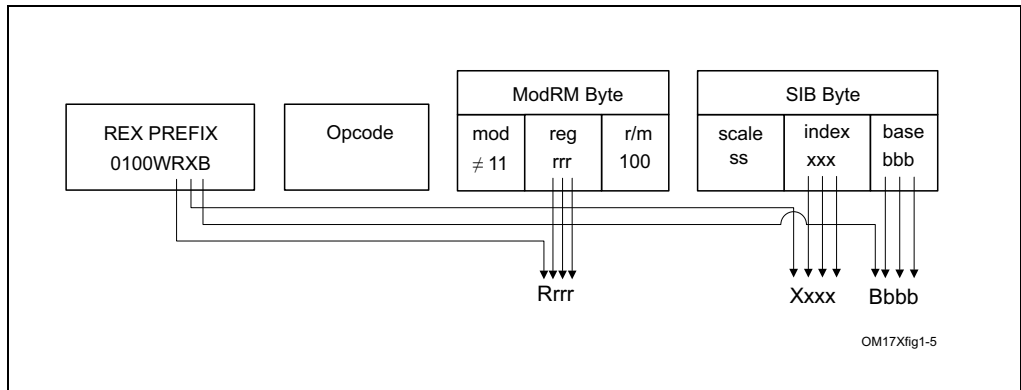 ModRM Byte
SIB Byte
REX PREFIX
0100WRXB
Opcode
mod
≠ 11
reg
rrr
r/m
100
scale
ss
index
xxx
base
bbb
Rrrr
Xxxx
Bbbb
OM17Xfig1-5